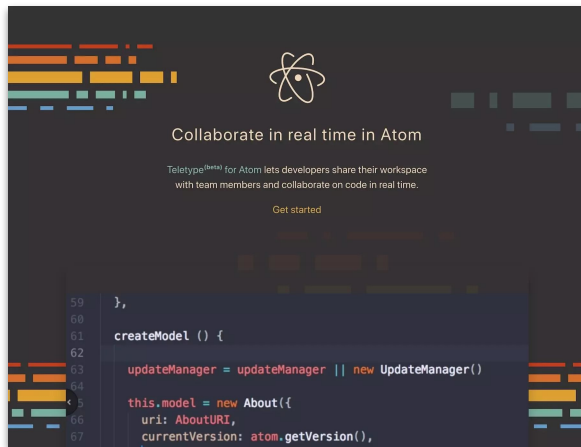 Collaborate in real time in Atom
Teletype(beta) for Atom lets developers share their workspace
with team members and collaborate on code in real time.
Get started
59 },
60
61 createModel () {
62
63 updateManager = updateManager || new UpdateManager()
64
5 this.model = new About({
66 uri: AboutURI,
67 currentVersion: atom.getVersion(),